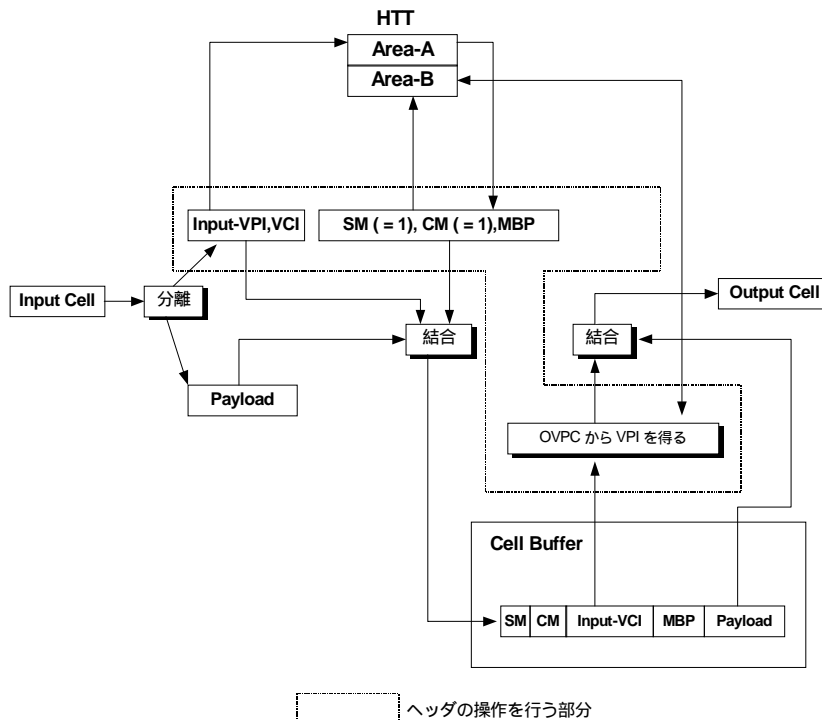 HTT
Area-A
Area-B
Input-VPI,VCI
SM ( = 1), CM ( = 1),MBP
Input Cell
分離
結合
結合
Output Cell
Payload
OVPC から VPI を得る
Cell Buffer
SM
CM
Input-VCI
MBP
Payload
ヘッダの操作を行う部分